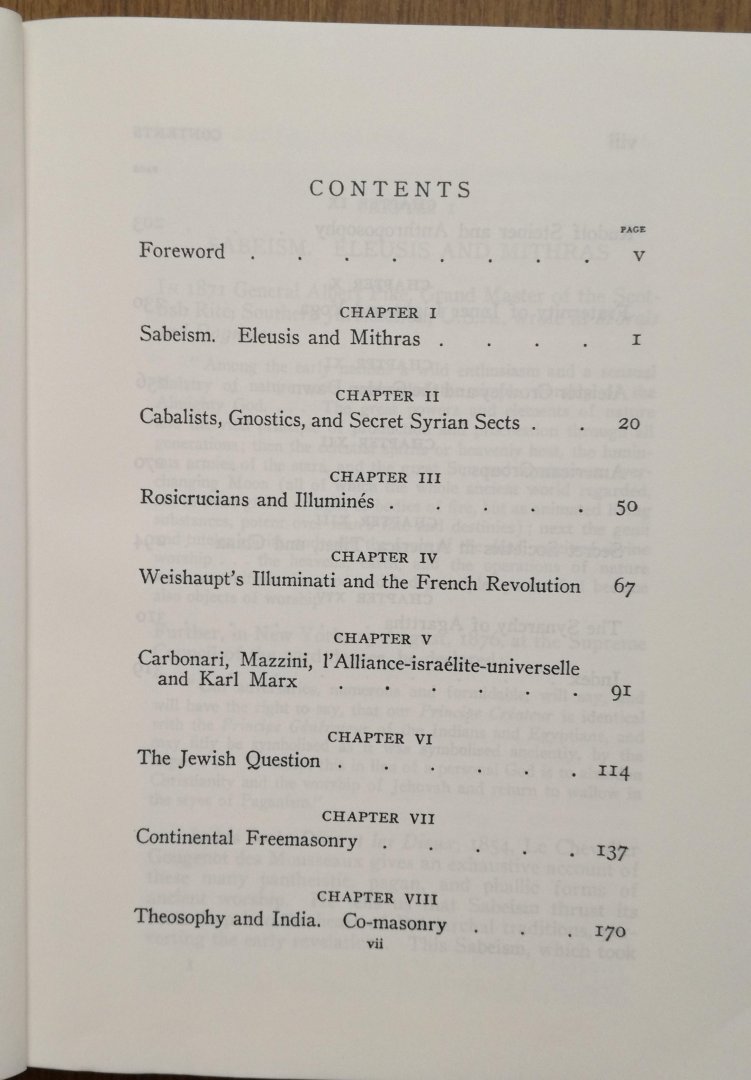 CONTENTS
PAGE
Foreword . . . . . . . . V
CHAPTER I
Sabeism. Eleusis and Mithras . . . . I
CHAPTER II
Cabalists, Gnostics, and Secret Syrian Sects . . 20
CHAPTER III
Rosicrucians and Illuminés . . . . . 50
CHAPTER IV
Weishaupt's Illuminati and the French Revolution 67
CHAPTER V
Carbonari, Mazzini, l'Alliance-israélite-universelle
and Karl Marx . . . . . . 91
CHAPTER VI
The Jewish Question . . . . . . 114
CHAPTER VII
Continental Freemasonry . . . . . 137
CHAPTER VIII
Theosophy and India. Co-masonry . . . 170
vii